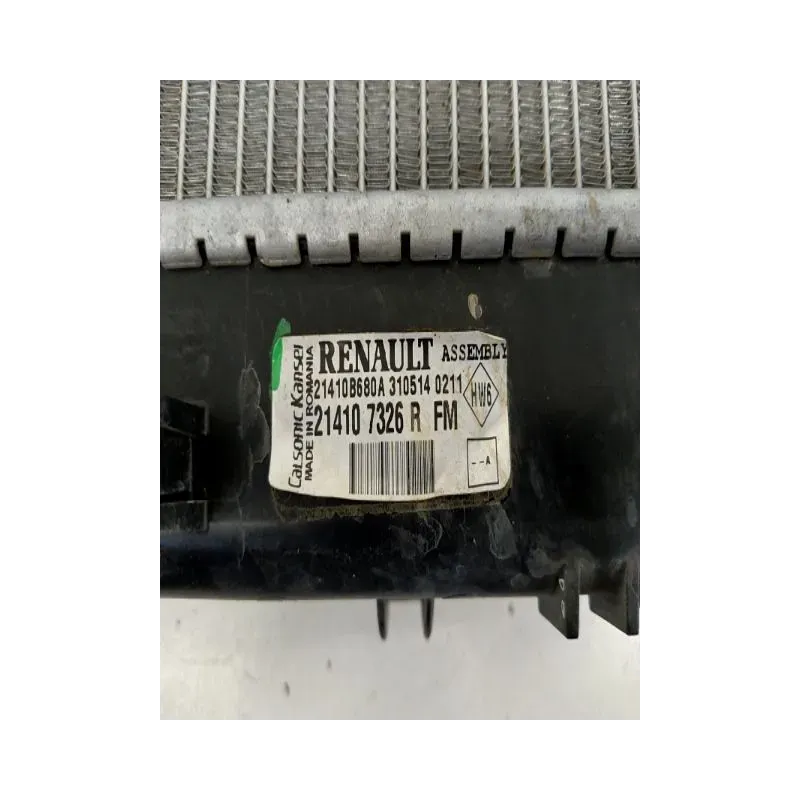 RENAULT ASSEMBLY
21410B680A 310514 0211
21410 7326 R FM
Calsonic Kansei
MADE IN ROMANIA
HW6
--A